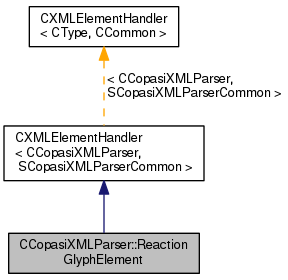 CXMLElementHandler
< CType, CCommon >
< CCopasiXMLParser,
SCopasiXMLParserCommon >
CXMLElementHandler
< CCopasiXMLParser,
SCopasiXMLParserCommon >
CCopasiXMLParser::Reaction
GlyphElement